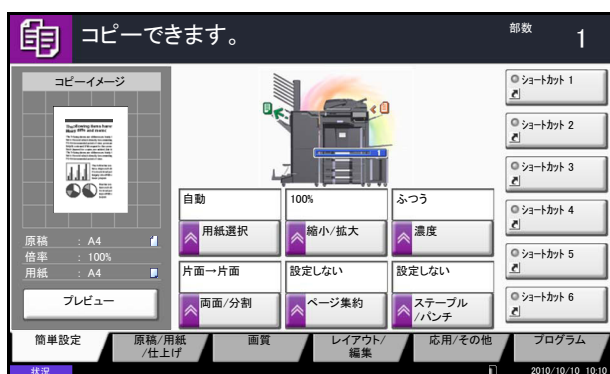 コピーできます。
部数
1
コピーイメージ
原稿 : A4
倍率 : 100%
用紙 : A4
プレビュー
自動
用紙選択
100%
縮小/拡大
ふつう
濃度
片面→片面
両面/分割
設定しない
ページ集約
設定しない
ステープル
/パンチ
ショートカット 1
ショートカット 2
ショートカット 3
ショートカット 4
ショートカット 5
ショートカット 6
簡単設定
原稿/用紙
/仕上げ
画質
レイアウト/
編集
応用/その他
プログラム
状況
2010/10/10 10:10